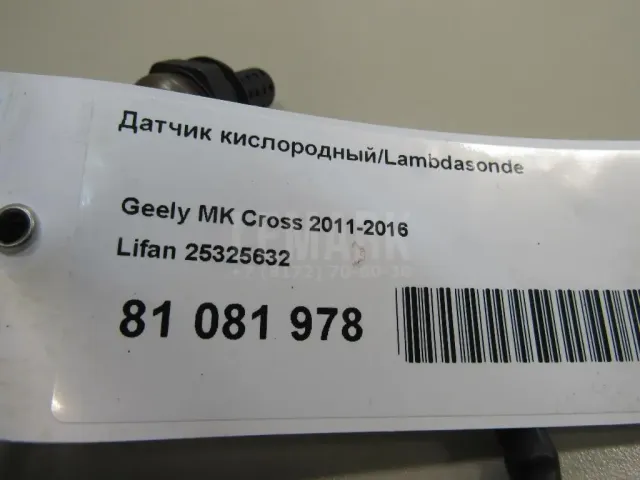 Датчик кислородный/Lambdasonde
Geely MK Cross 2011-2016
Lifan 25325632
81 081 978